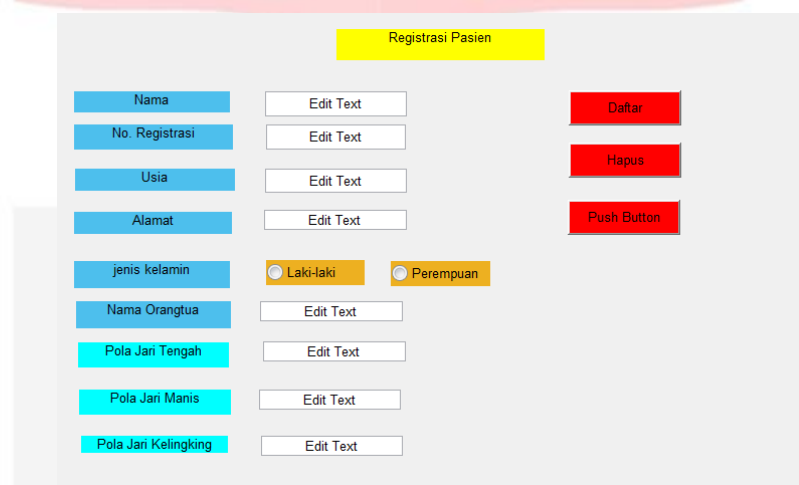 Registrasi Pasien
Nama Edit Text Daftar
No. Registrasi Edit Text
Hapus
Usia Edit Text
Alamat Edit Text Push Button
jenis kelamin Laki-laki Perempuan
Nama Orangtua Edit Text
Pola Jari Tengah Edit Text
Pola Jari Manis Edit Text
Pola Jari Kelingking Edit Text